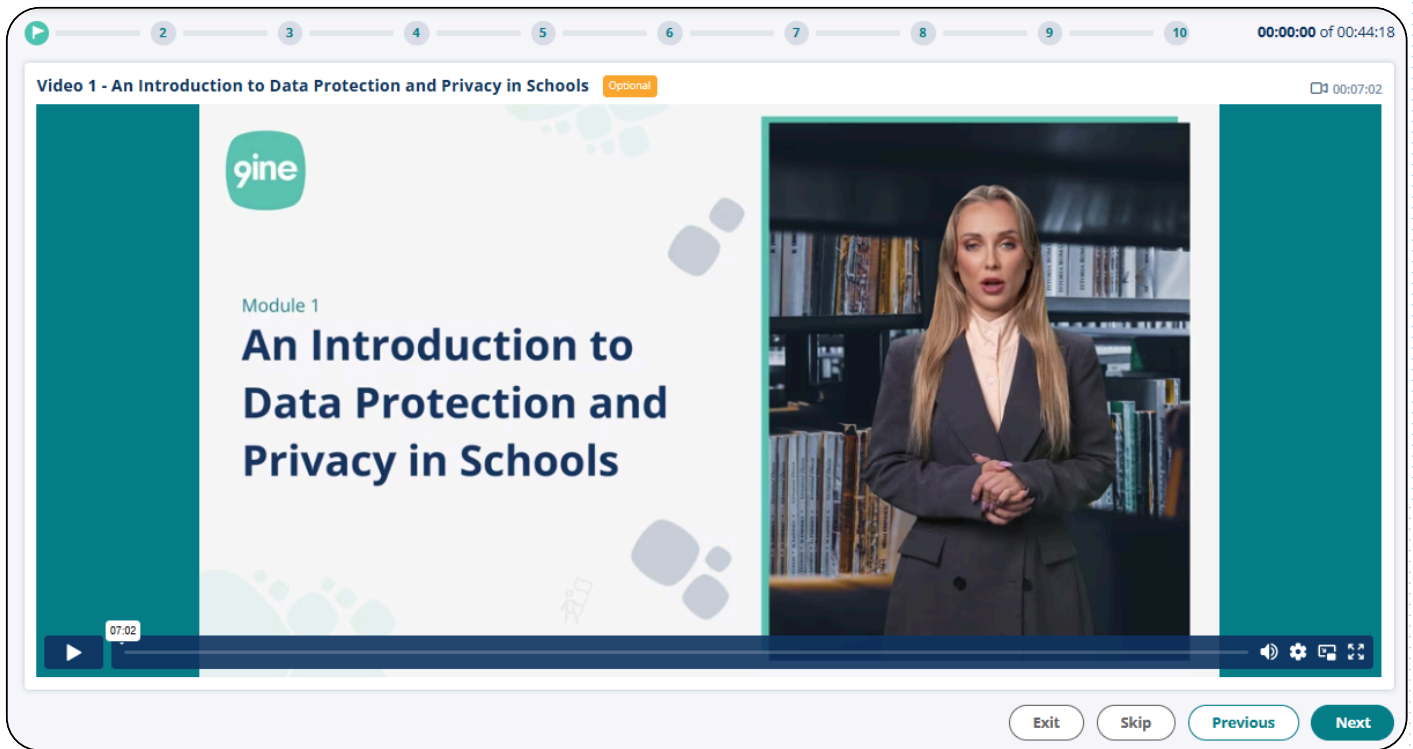 2 3 4 5 6 7 8 9 10 00:00:00 of 00:44:18
Video 1 - An Introduction to Data Protection and Privacy in Schools Optional 00:07:02
9ine
Module 1
An Introduction to
Data Protection and
Privacy in Schools
07:02
Exit Skip Previous Next